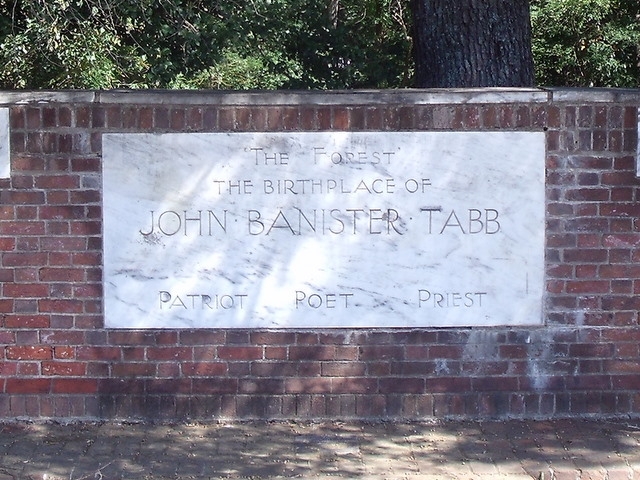 'THE FOREST'
THE BIRTHPLACE OF
JOHN·BANISTER·TABB
PATRIOT POET PRIEST